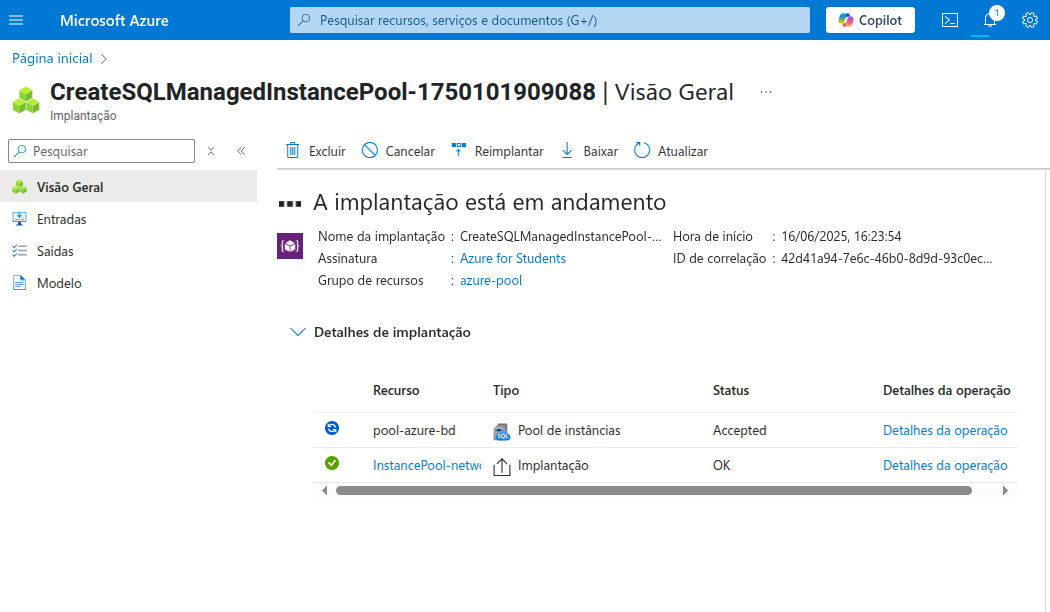 Microsoft Azure
Pesquisar recursos, serviços e documentos (G+/)
Copilot
1
Página inicial
CreateSQLManagedInstancePool-1750101909088 | Visão Geral ...
Implantação
Pesquisar
Excluir
Cancelar
Reimplantar
Baixar
Atualizar
Visão Geral
Entradas
Saídas
Modelo
A implantação está em andamento
Nome da implantação : CreateSQLManagedInstancePool-...
Hora de início : 16/06/2025, 16:23:54
Assinatura : Azure for Students
ID de correlação : 42d41a94-7e6c-46b0-8d9d-93c0ec...
Grupo de recursos : azure-pool
Detalhes de implantação
Recurso Tipo Status Detalhes da operação
pool-azure-bd SQL Pool de instâncias Accepted Detalhes da operação
InstancePool-netwo Implantação OK Detalhes da operação